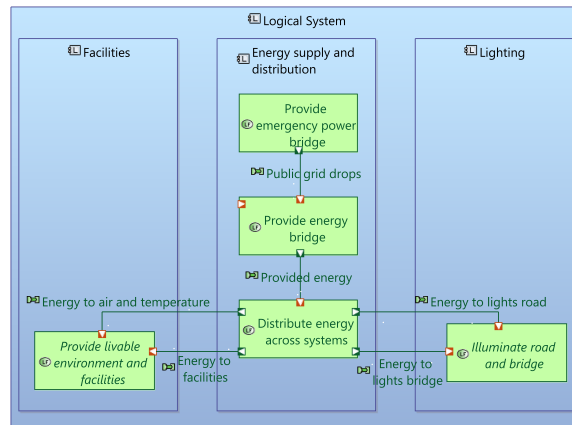 Logical System
Facilities
Energy supply and
distribution
Lighting
Provide
emergency power
bridge
Public grid drops
Provide energy
bridge
Provided energy
Energy to air and temperature
Energy to lights road
Distribute energy
across systems
Provide livable
environment and
facilities
Energy to
facilities
Energy to
lights bridge
Illuminate road
and bridge